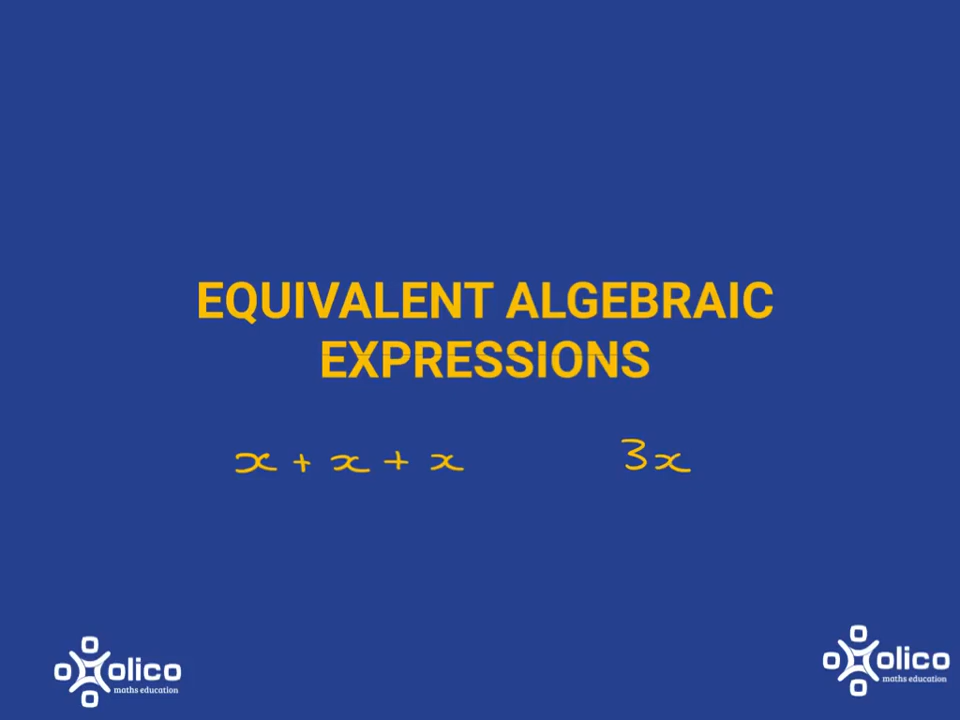 EQUIVALENT ALGEBRAIC
EXPRESSIONS
x + x + x 3x
olico
maths education
olico
maths education